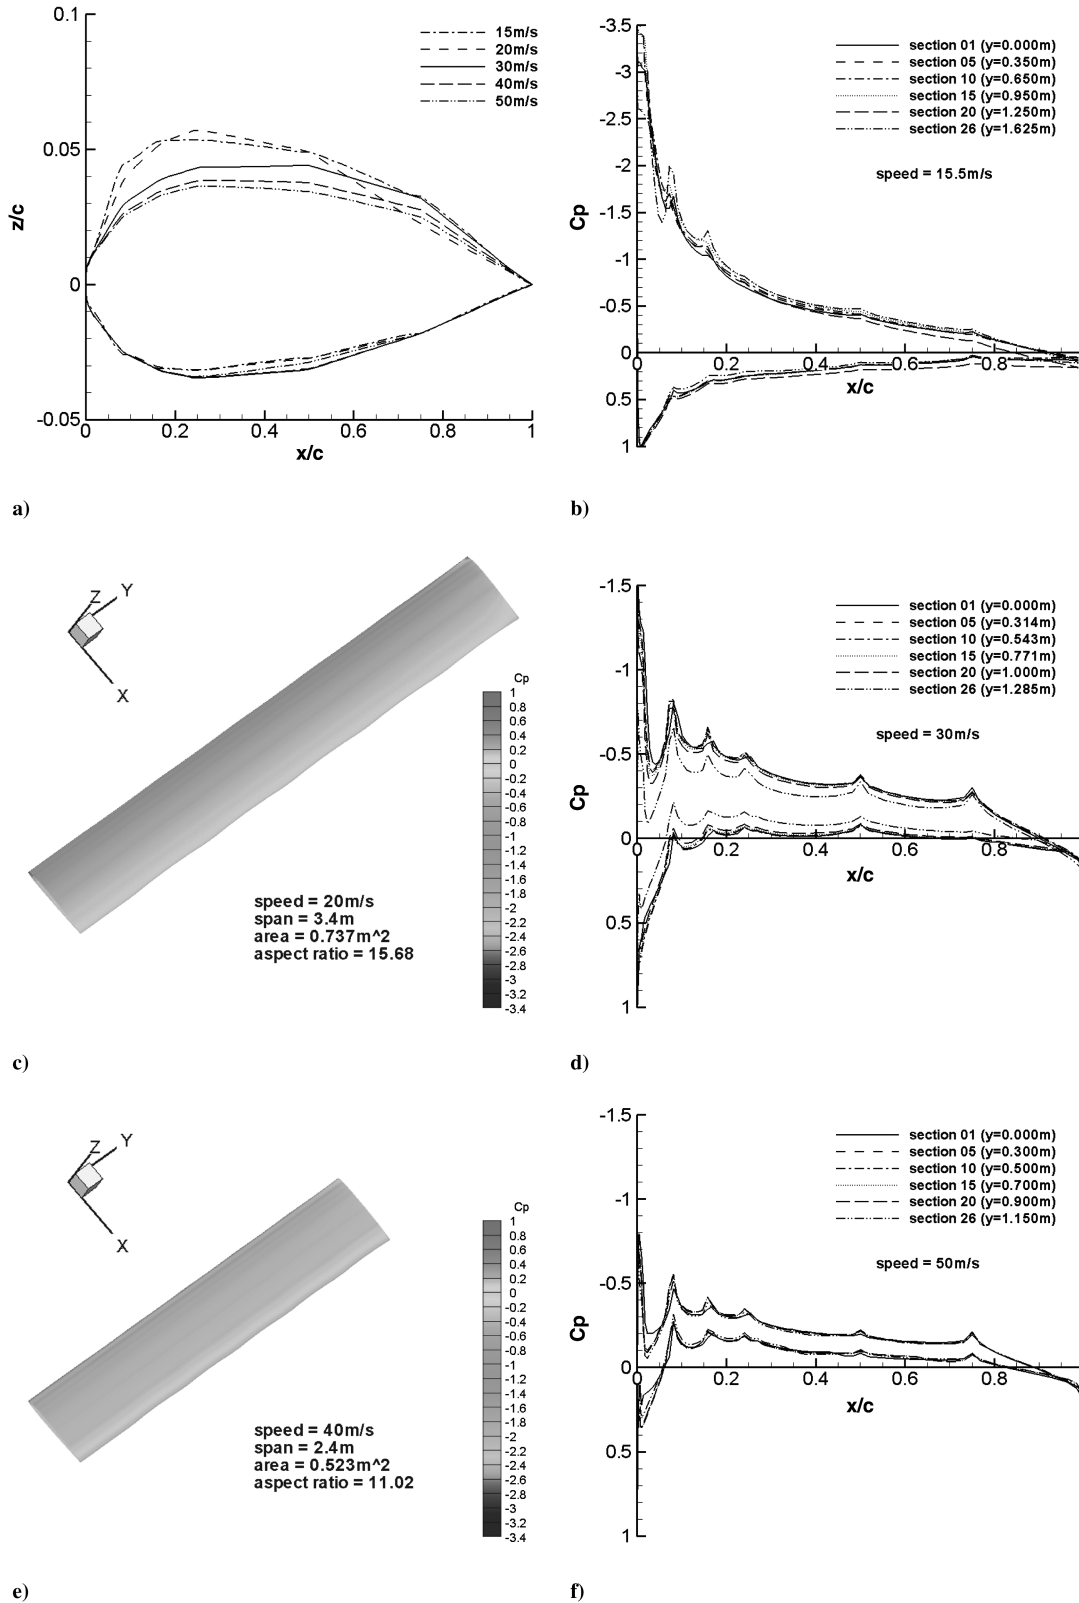 0.1
0.05
0
-0.05
z/c
0
0.2
0.4
0.6
0.8
1
x/c
15m/s
20m/s
30m/s
40m/s
50m/s
a)
-3.5
-3
-2.5
-2
-1.5
-1
-0.5
0
0.5
1
Cp
0
0.2
0.4
0.6
0.8
x/c
section 01 (y=0.000m)
section 05 (y=0.350m)
section 10 (y=0.650m)
section 15 (y=0.950m)
section 20 (y=1.250m)
section 26 (y=1.625m)
speed = 15.5m/s
b)
Z
Y
X
speed = 20m/s
span = 3.4m
area = 0.737m^2
aspect ratio = 15.68
Cp
1
0.8
0.6
0.4
0.2
0
-0.2
-0.4
-0.6
-0.8
-1
-1.2
-1.4
-1.6
-1.8
-2
-2.2
-2.4
-2.6
-2.8
-3
-3.2
-3.4
c)
-1.5
-1
-0.5
0
0.5
1
Cp
0
0.2
0.4
0.6
0.8
x/c
section 01 (y=0.000m)
section 05 (y=0.314m)
section 10 (y=0.543m)
section 15 (y=0.771m)
section 20 (y=1.000m)
section 26 (y=1.285m)
speed = 30m/s
d)
Z
Y
X
speed = 40m/s
span = 2.4m
area = 0.523m^2
aspect ratio = 11.02
Cp
1
0.8
0.6
0.4
0.2
0
-0.2
-0.4
-0.6
-0.8
-1
-1.2
-1.4
-1.6
-1.8
-2
-2.2
-2.4
-2.6
-2.8
-3
-3.2
-3.4
e)
-1.5
-1
-0.5
0
0.5
1
Cp
0
0.2
0.4
0.6
0.8
x/c
section 01 (y=0.000m)
section 05 (y=0.300m)
section 10 (y=0.500m)
section 15 (y=0.700m)
section 20 (y=0.900m)
section 26 (y=1.150m)
speed = 50m/s
f)